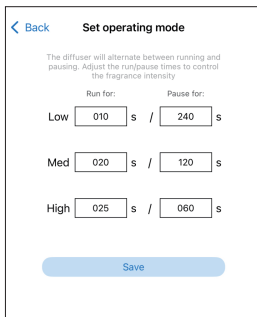 Back Set operating mode
The diffuser will alternate between running and
pausing. Adjust the run/pause times to control
the fragrance intensity
Run for: Pause for:
Low 010 s / 240 s
Med 020 s / 120 s
High 025 s / 060 s
Save